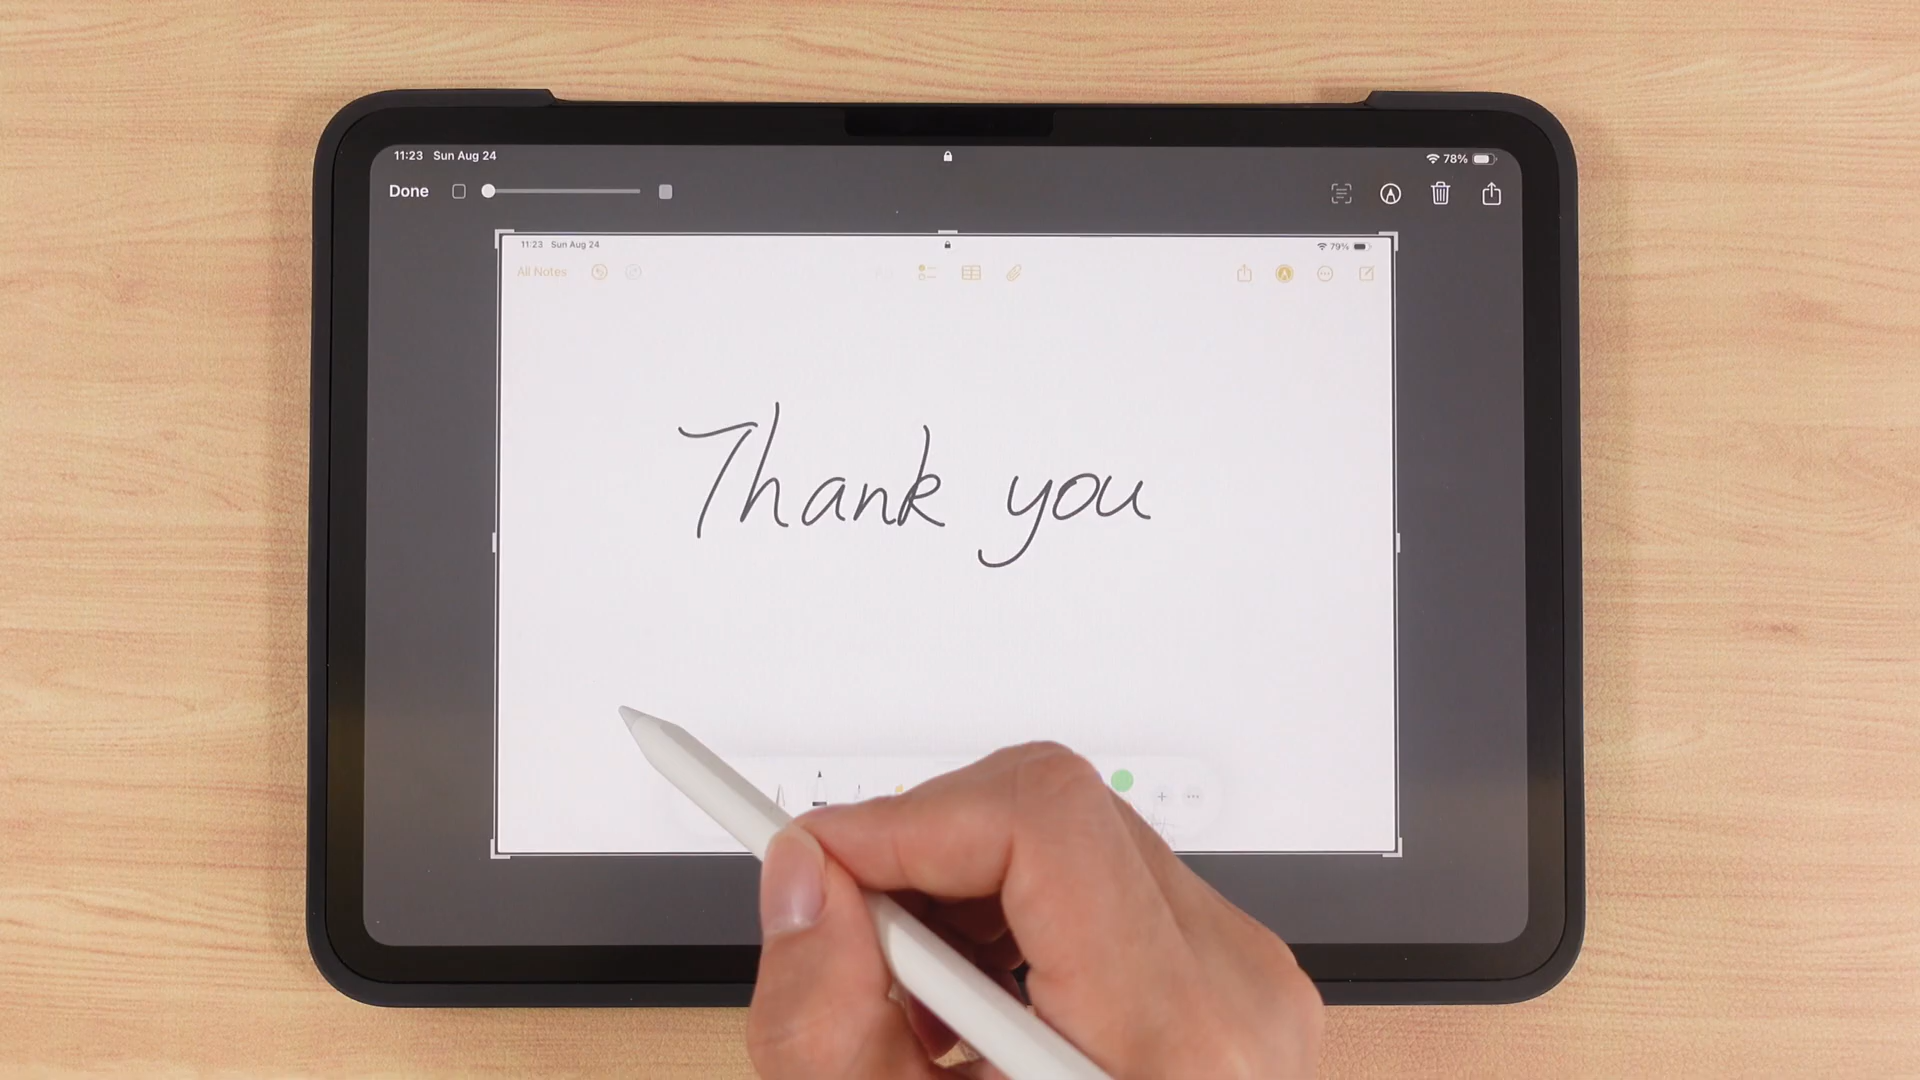 11:23 Sun Aug 24 78%
Done
11:23 Sun Aug 24 79%
All Notes
Thank you